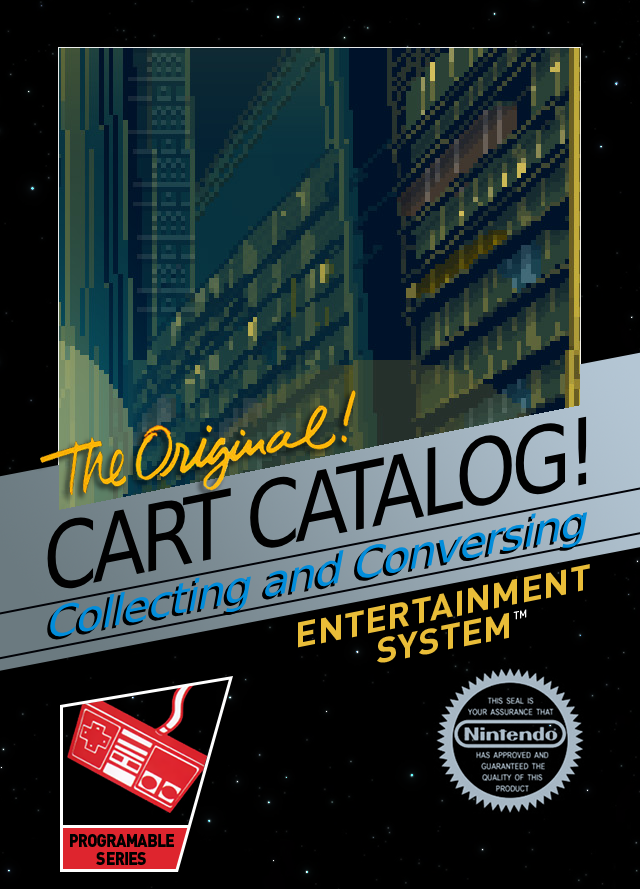 The Original!
CART CATALOG!
Collecting and Conversing
ENTERTAINMENT
SYSTEM™
THIS SEAL IS
YOUR ASSURANCE THAT
Nintendo®
HAS APPROVED AND
GUARANTEED THE
QUALITY OF THIS
PRODUCT
PROGRAMABLE
SERIES